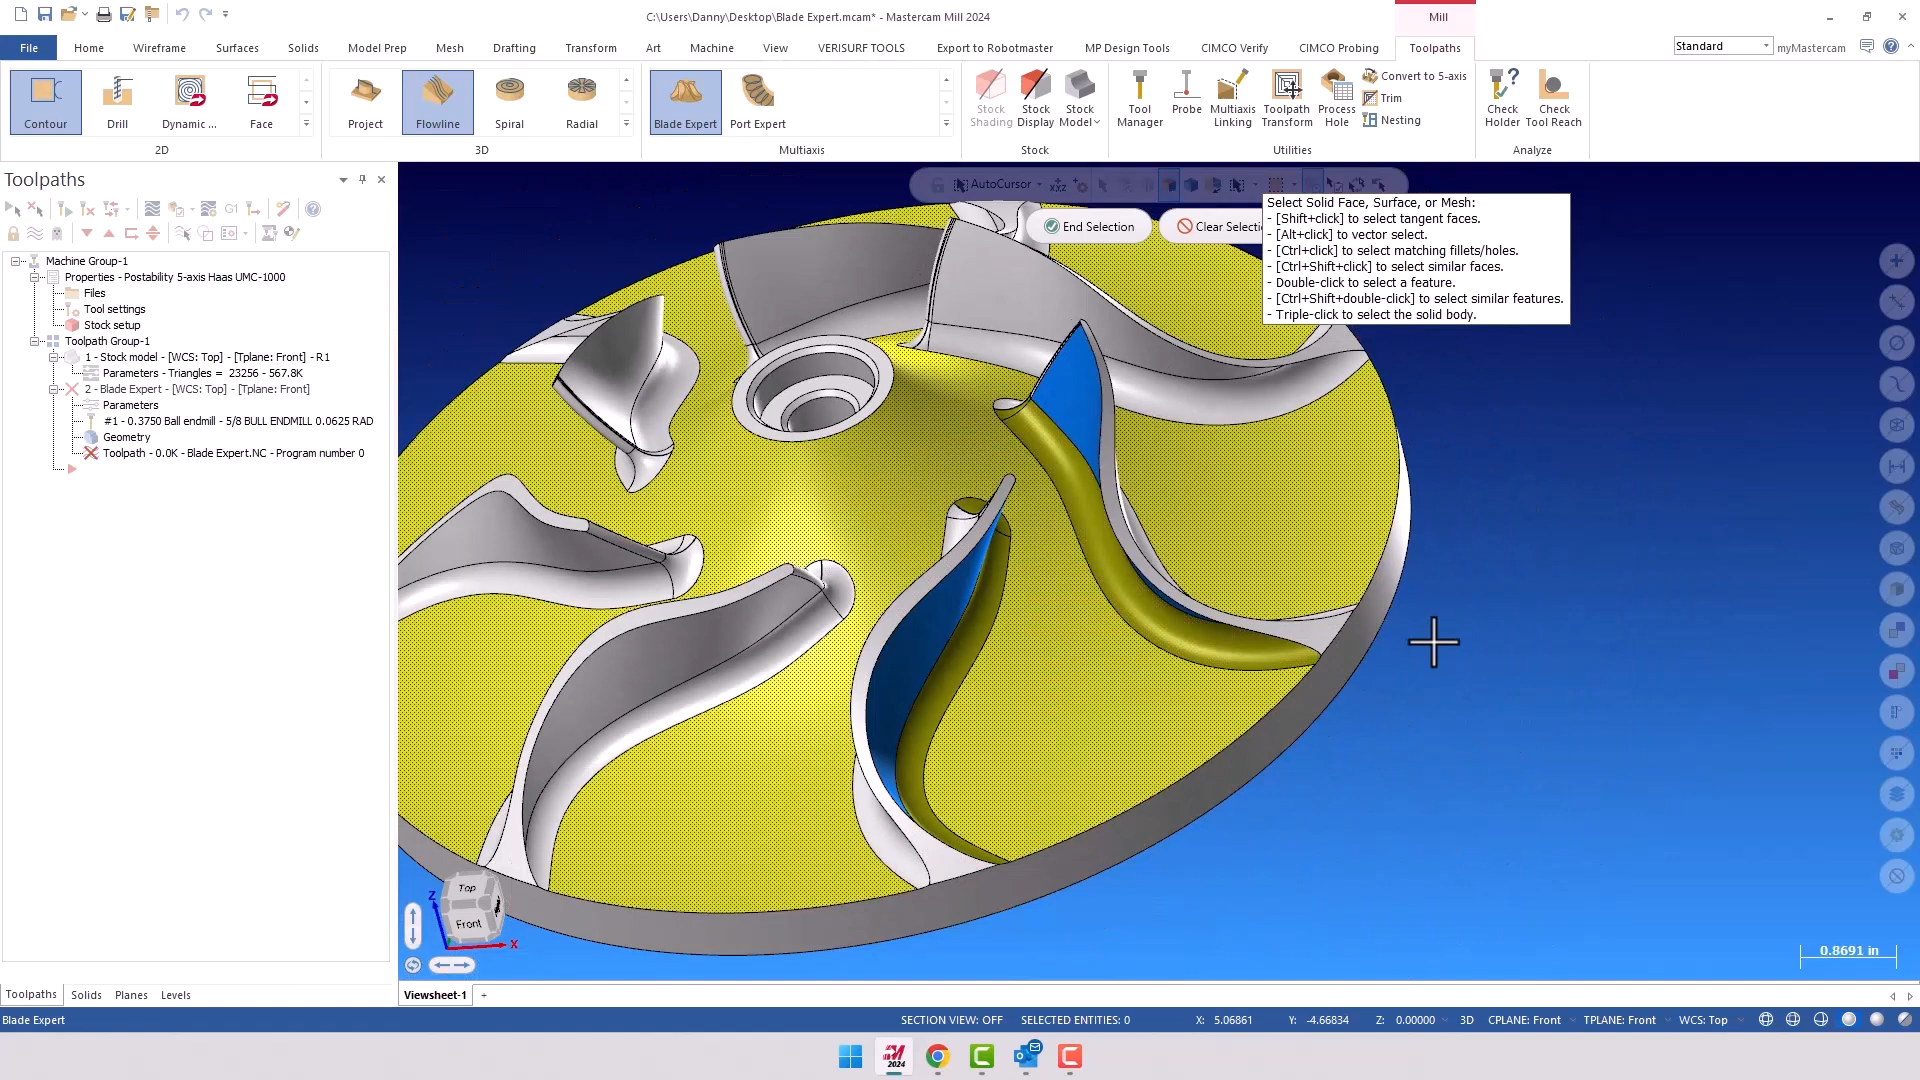 C:\Users\Danny\Desktop\Blade Expert.mcam* - Mastercam Mill 2024
Mill
File
Home
Wireframe
Surfaces
Solids
Model Prep
Mesh
Drafting
Transform
Art
Machine
View
VERISURF TOOLS
Export to Robotmaster
MP Design Tools
CIMCO Verify
CIMCO Probing
Toolpaths
Standard
myMastercam
Contour
Drill
Dynamic ...
Face
Project
Flowline
Spiral
Radial
Blade Expert
Port Expert
Stock Shading
Stock Display
Stock Model
Tool Manager
Probe
Multiaxis Linking
Toolpath Transform
Process Hole
Convert to 5-axis
Trim
Nesting
Check Holder
Check Tool Reach
2D
3D
Multiaxis
Stock
Utilities
Analyze
Toolpaths
G1
Machine Group-1
Properties - Postability 5-axis Haas UMC-1000
Files
Tool settings
Stock setup
Toolpath Group-1
1 - Stock model - [WCS: Top] - [Tplane: Front] - R1
Parameters - Triangles = 23256 - 567.8K
2 - Blade Expert - [WCS: Top] - [Tplane: Front]
Parameters
#1 - 0.3750 Ball endmill - 5/8 BULL ENDMILL 0.0625 RAD
Geometry
Toolpath - 0.0K - Blade Expert.NC - Program number 0
AutoCursor
End Selection
Clear Selecti
Select Solid Face, Surface, or Mesh:
- [Shift+click] to select tangent faces.
- [Alt+click] to vector select.
- [Ctrl+click] to select matching fillets/holes.
- [Ctrl+Shift+click] to select similar faces.
- Double-click to select a feature.
- [Ctrl+Shift+double-click] to select similar features.
- Triple-click to select the solid body.
Top
Front
Z
X
0.8691 in
Toolpaths
Solids
Planes
Levels
Viewsheet-1
+
Blade Expert
SECTION VIEW: OFF
SELECTED ENTITIES: 0
X: 5.06861
Y: -4.66834
Z: 0.00000
3D
CPLANE: Front
TPLANE: Front
WCS: Top
2024